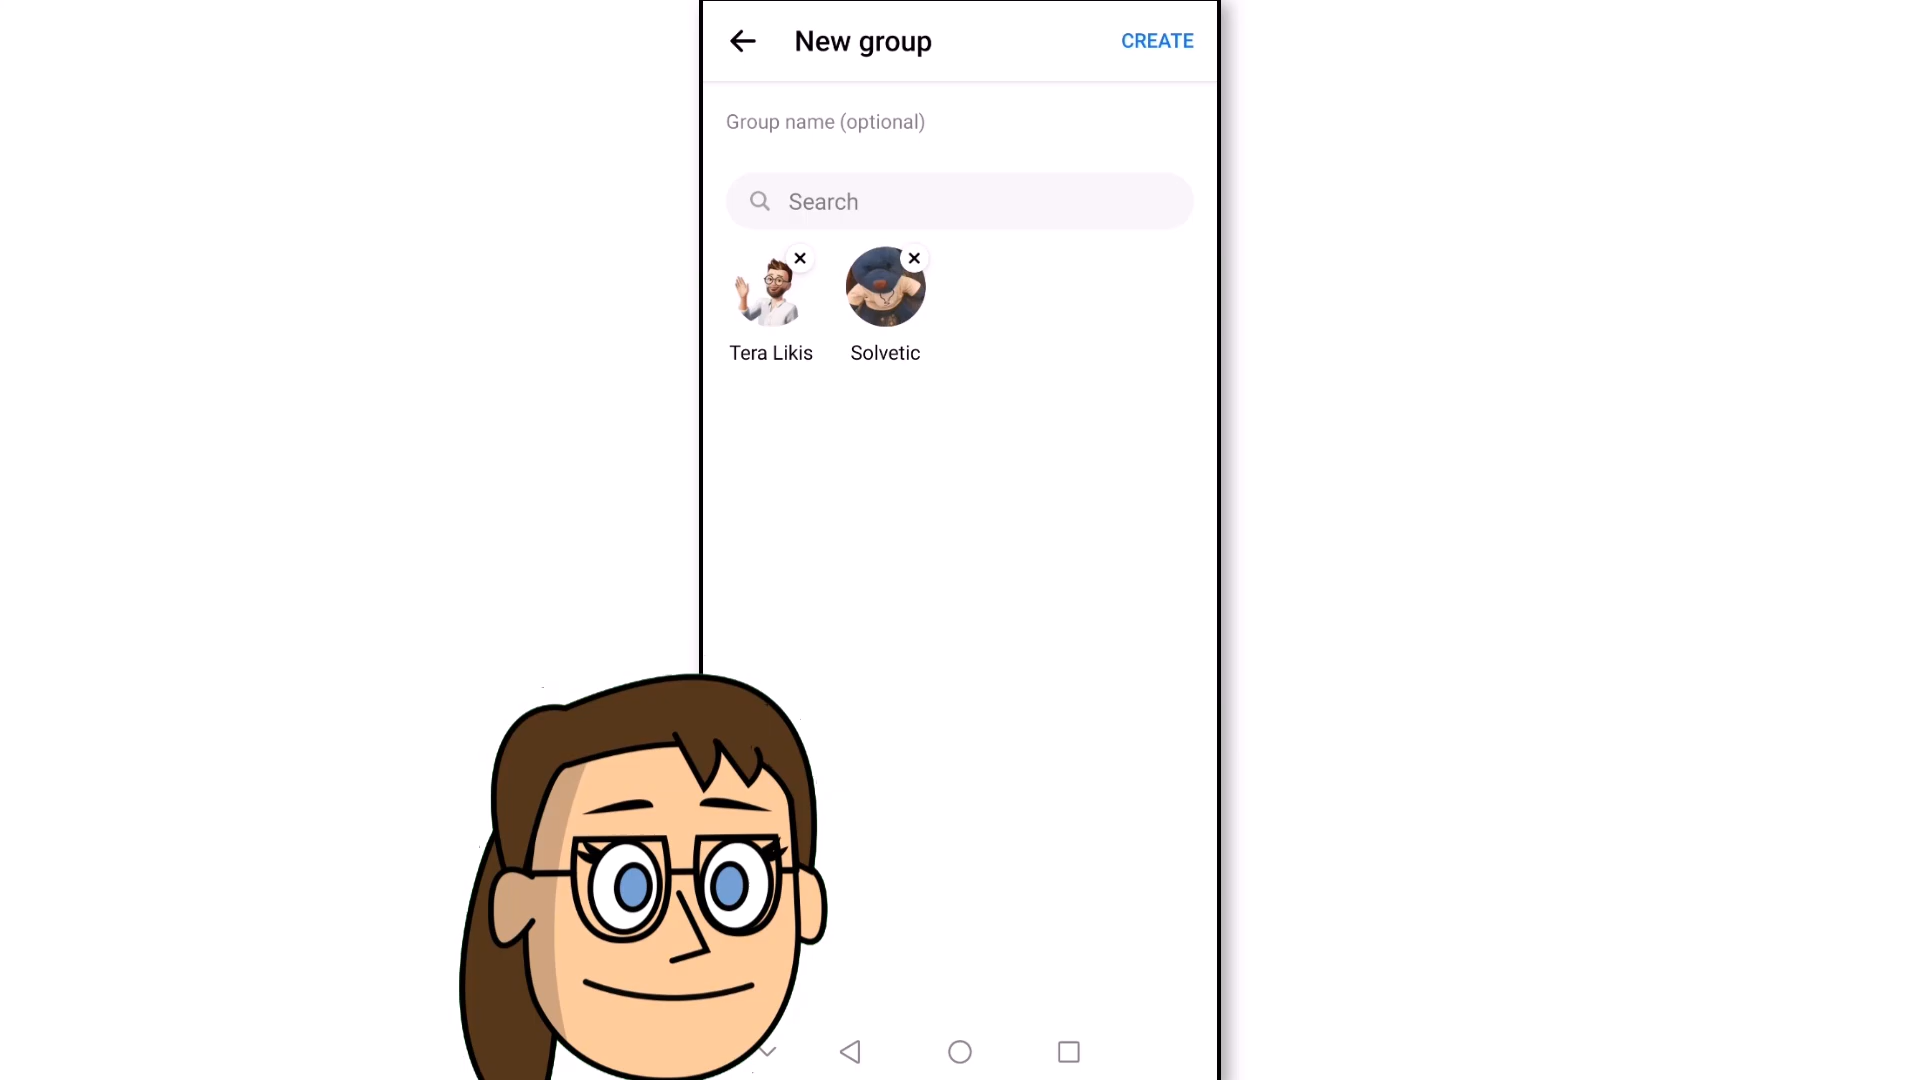 New group
CREATE
Group name (optional)
Search
Tera Likis
Solvetic